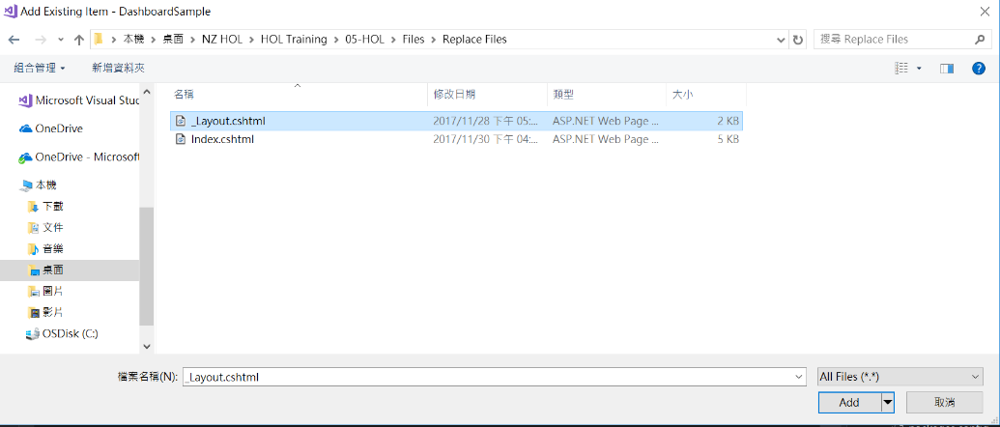 Add Existing Item - DashboardSample
本機 > 桌面 > NZ HOL > HOL Training > 05-HOL > Files > Replace Files
搜尋 Replace Files
組合管理 新增資料夾
名稱 修改日期 類型 大小
_Layout.cshtml 2017/11/28 下午 05:... ASP.NET Web Page ... 2 KB
Index.cshtml 2017/11/30 下午 04:... ASP.NET Web Page ... 5 KB
Microsoft Visual Stud
OneDrive
OneDrive - Microsoft
本機
下載
文件
音樂
桌面
圖片
影片
OSDisk (C:)
檔案名稱(N): _Layout.cshtml All Files (*.*)
Add 取消